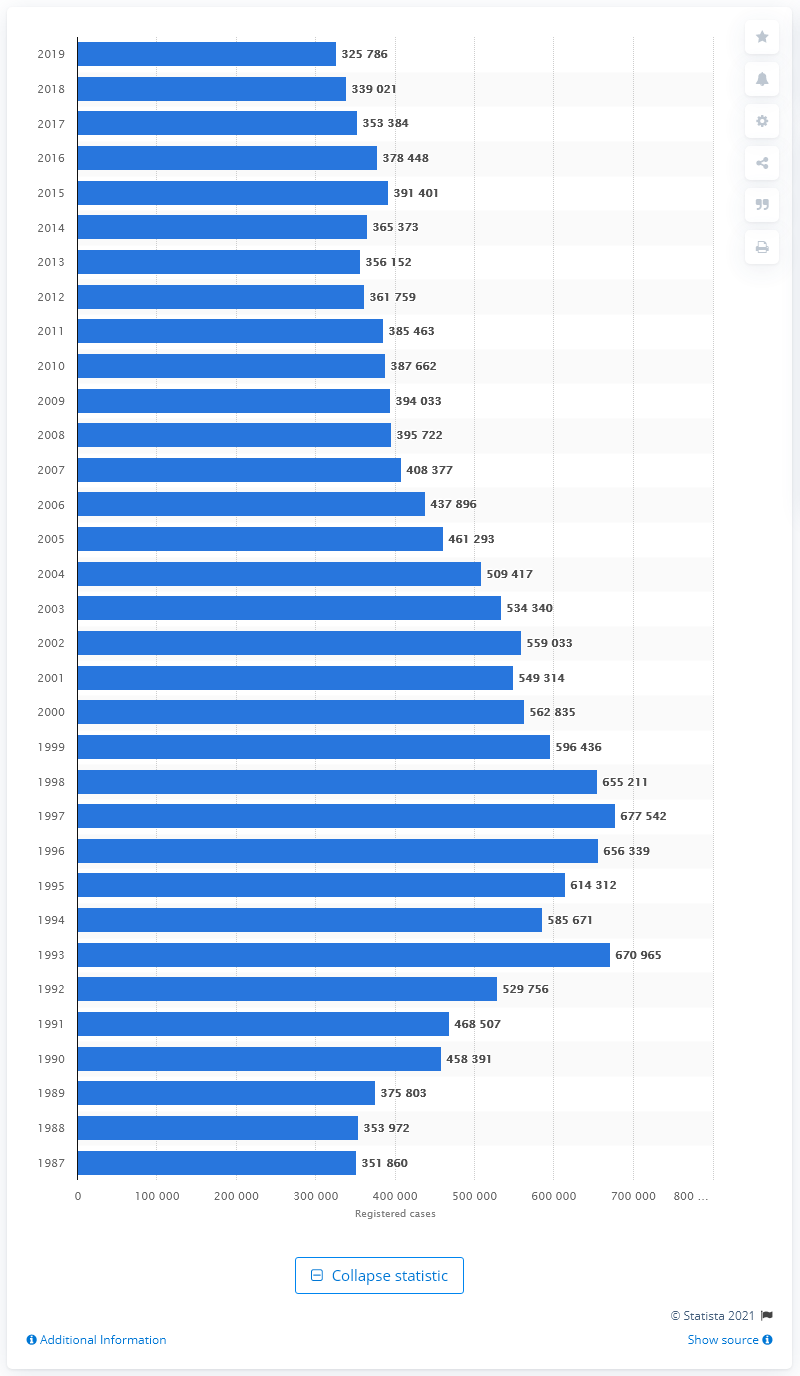 2019 325 786
2018 339 021
2017 353 384
2016 378 448
2015 391 401
2014 365 373
2013 356 152
2012 361 759
2011 385 463
2010 387 662
2009 394 033
2008 395 722
2007 408 377
2006 437 896
2005 461 293
2004 509 417
2003 534 340
2002 559 033
2001 549 314
2000 562 835
1999 596 436
1998 655 211
1997 677 542
1996 656 339
1995 614 312
1994 585 671
1993 670 965
1992 529 756
1991 468 507
1990 458 391
1989 375 803
1988 353 972
1987 351 860
0 100 000 200 000 300 000 400 000 500 000 600 000 700 000 800 ...
Registered cases
Collapse statistic
© Statista 2021
Additional Information Show source